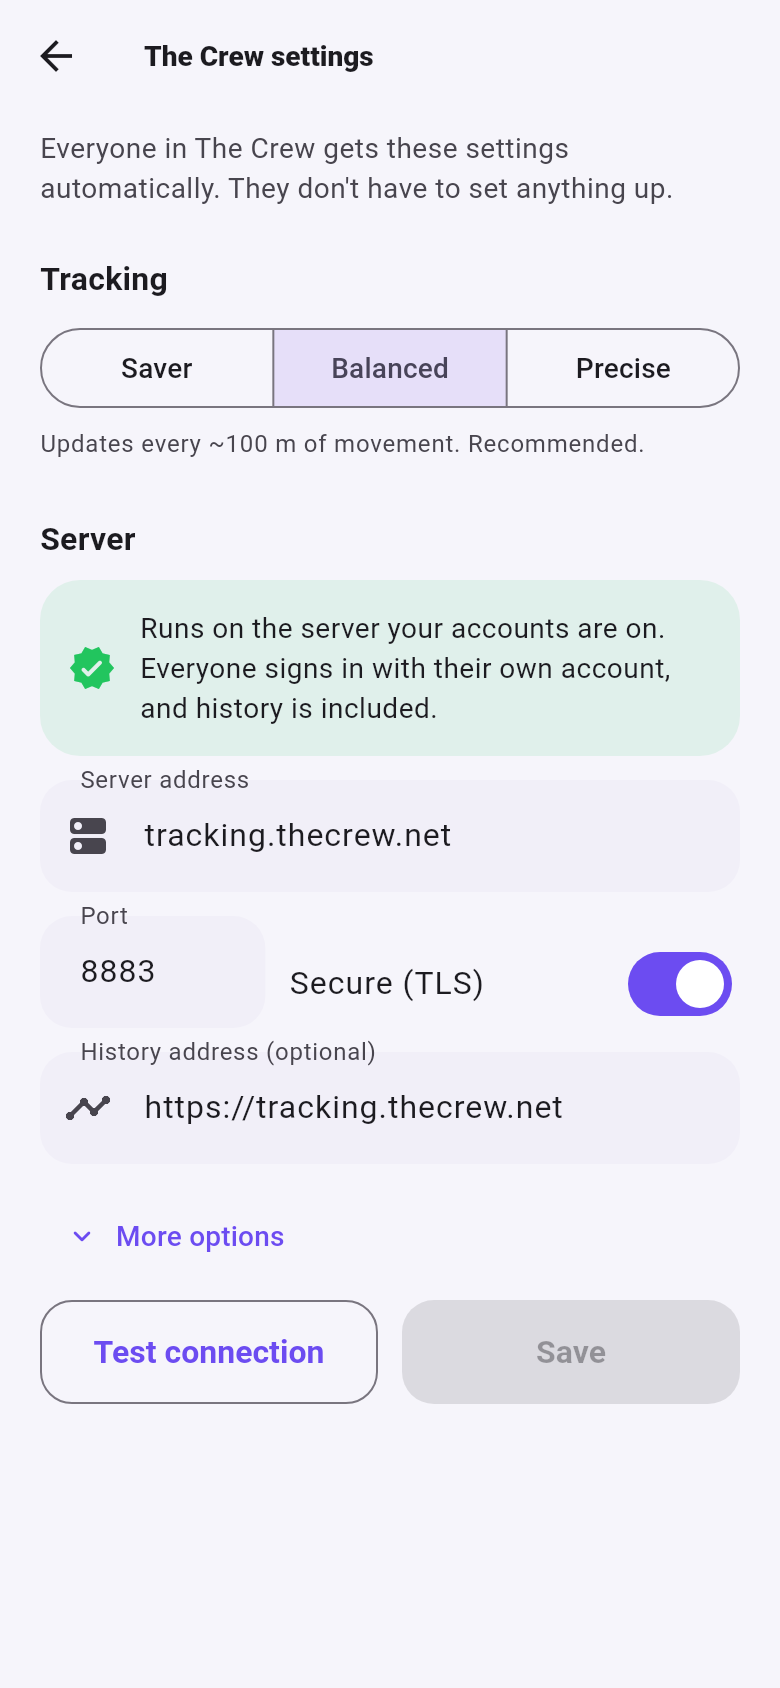 The Crew settings
Everyone in The Crew gets these settings
automatically. They don't have to set anything up.
Tracking
Saver
Balanced
Precise
Updates every ~100 m of movement. Recommended.
Server
Runs on the server your accounts are on.
Everyone signs in with their own account,
and history is included.
Server address
tracking.thecrew.net
Port
8883
Secure (TLS)
History address (optional)
https://tracking.thecrew.net
More options
Test connection
Save